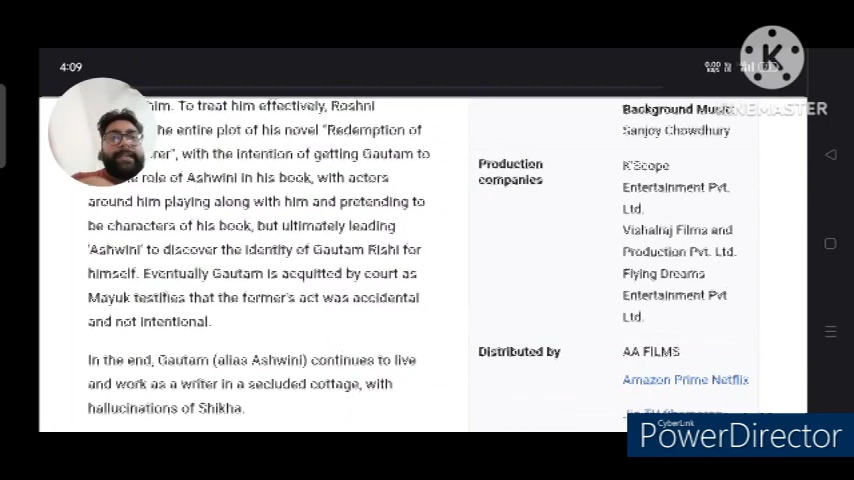 4:09
him. To treat him effectively, Roshni
he entire plot of his novel "Redemption of
with the intention of getting Gautam to
role of Ashwini in his book, with actors
around him playing along with him and pretending to
be characters of his book, but ultimately leading
'Ashwini' to discover the identity of Gautam Rishi for
himself. Eventually Gautam is acquitted by court as
Mayuk testifies that the former's act was accidental
and not intentional.
In the end, Gautam (alias Ashwini) continues to live
and work as a writer in a secluded cottage, with
hallucinations of Shikha.
Background Music
Sanjoy Chowdhury
Production
companies
K'Scope
Entertainment Pvt.
Ltd.
Vishalraj Films and
Production Pvt. Ltd.
Flying Dreams
Entertainment Pvt
Ltd.
Distributed by
AA FILMS
Amazon Prime Netflix
K
KINEMASTER
CyberLink
PowerDirector